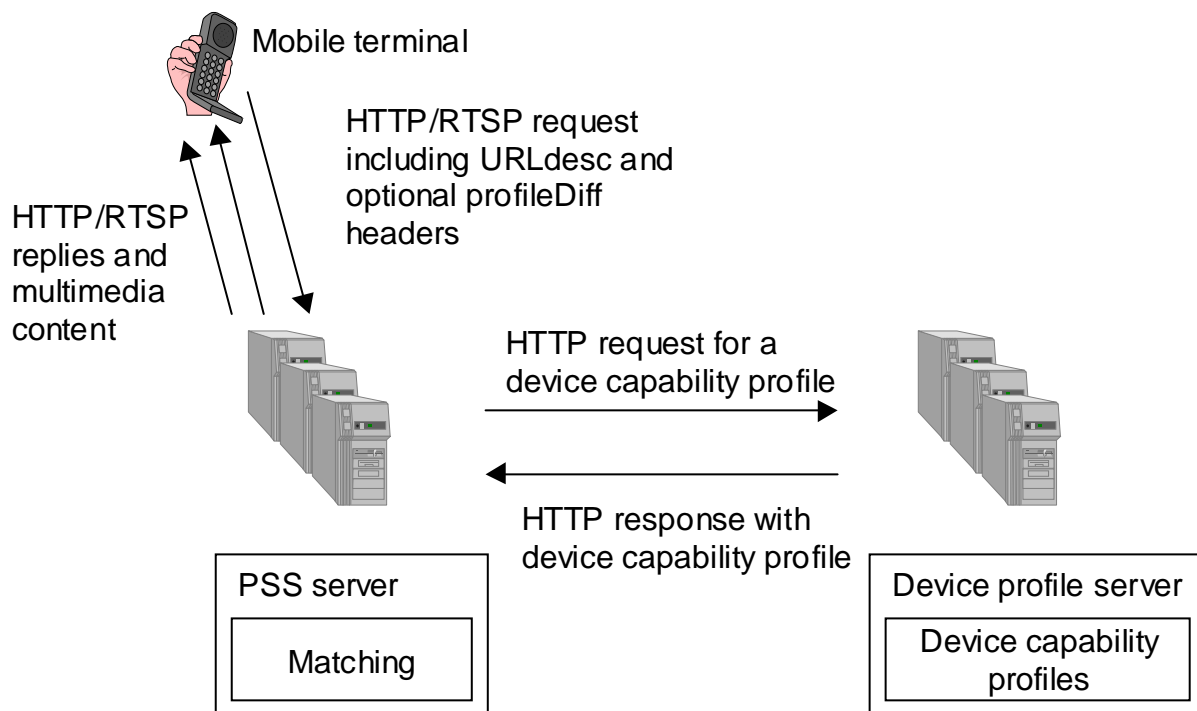 Mobile terminal
HTTP/RTSP request
including URLdesc and
optional profileDiff
headers
HTTP/RTSP
replies and
multimedia
content
HTTP request for a
device capability profile
HTTP response with
device capability profile
PSS server
Matching
Device profile server
Device capability
profiles